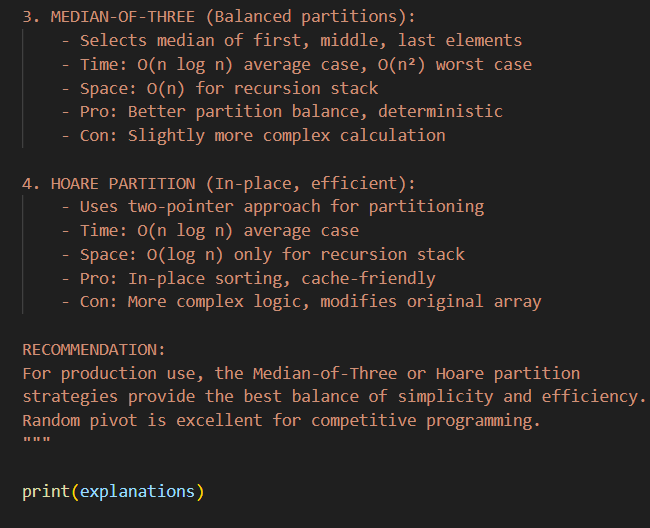 3. MEDIAN-OF-THREE (Balanced partitions):
- Selects median of first, middle, last elements
- Time: O(n log n) average case, O(n²) worst case
- Space: O(n) for recursion stack
- Pro: Better partition balance, deterministic
- Con: Slightly more complex calculation
4. HOARE PARTITION (In-place, efficient):
- Uses two-pointer approach for partitioning
- Time: O(n log n) average case
- Space: O(log n) only for recursion stack
- Pro: In-place sorting, cache-friendly
- Con: More complex logic, modifies original array
RECOMMENDATION:
For production use, the Median-of-Three or Hoare partition
strategies provide the best balance of simplicity and efficiency.
Random pivot is excellent for competitive programming.
"""
print(explanations)